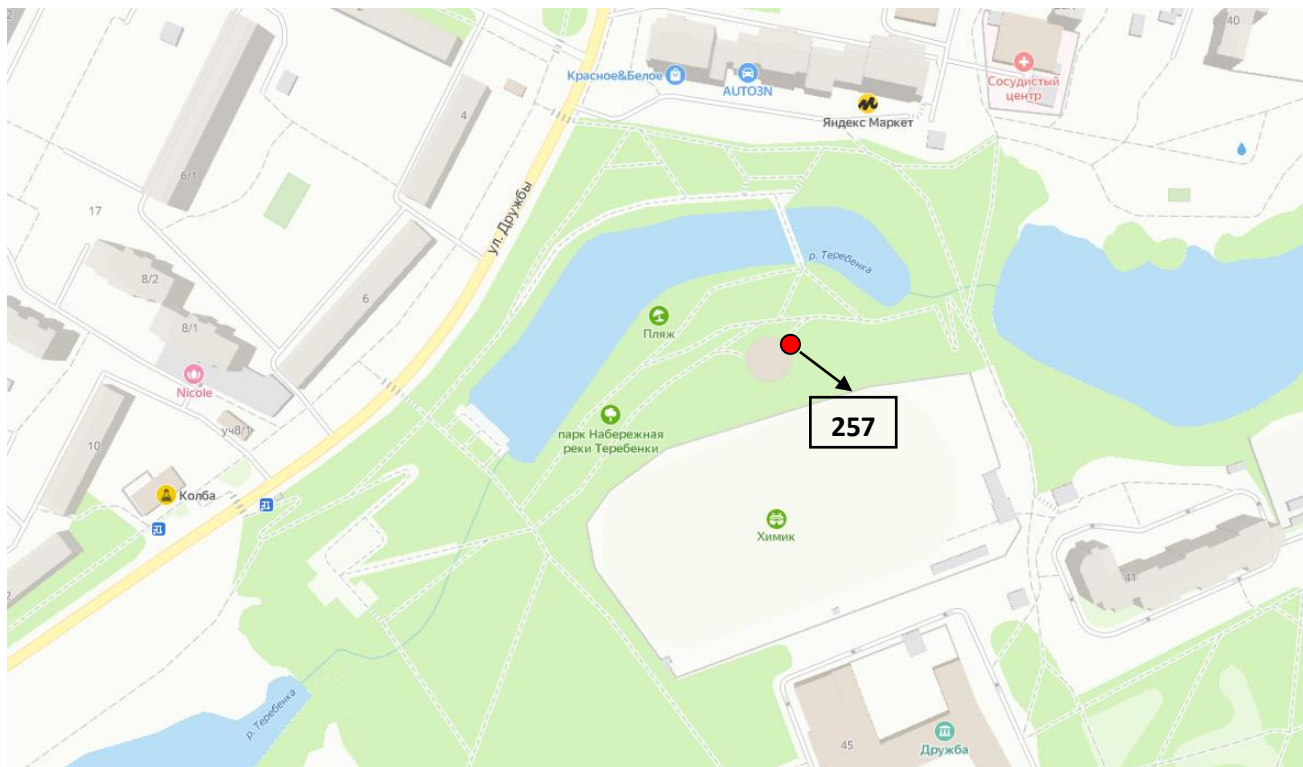 40
Красное&Белое
AUTO3N
Сосудистый
центр
Яндекс Маркет
4
6/1
17
ул. Дружбы
р. Теребенка
8/2
6
8/1
Пляж
Nicole
257
уч8/1
парк Набережная
реки Теребенки
10
Колба
Химик
41
р. Теребенка
45
Дружба